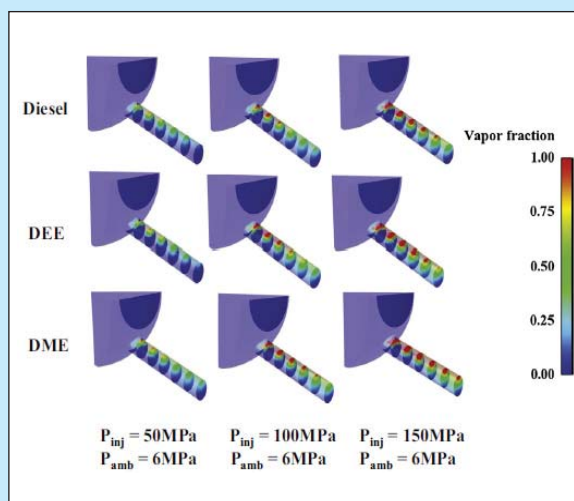 Diesel
Vapor fraction
1.00
DEE
0.75
0.50
0.25
DME
0.00
P_inj = 50MPa P_inj = 100MPa P_inj = 150MPa
P_amb = 6MPa P_amb = 6MPa P_amb = 6MPa